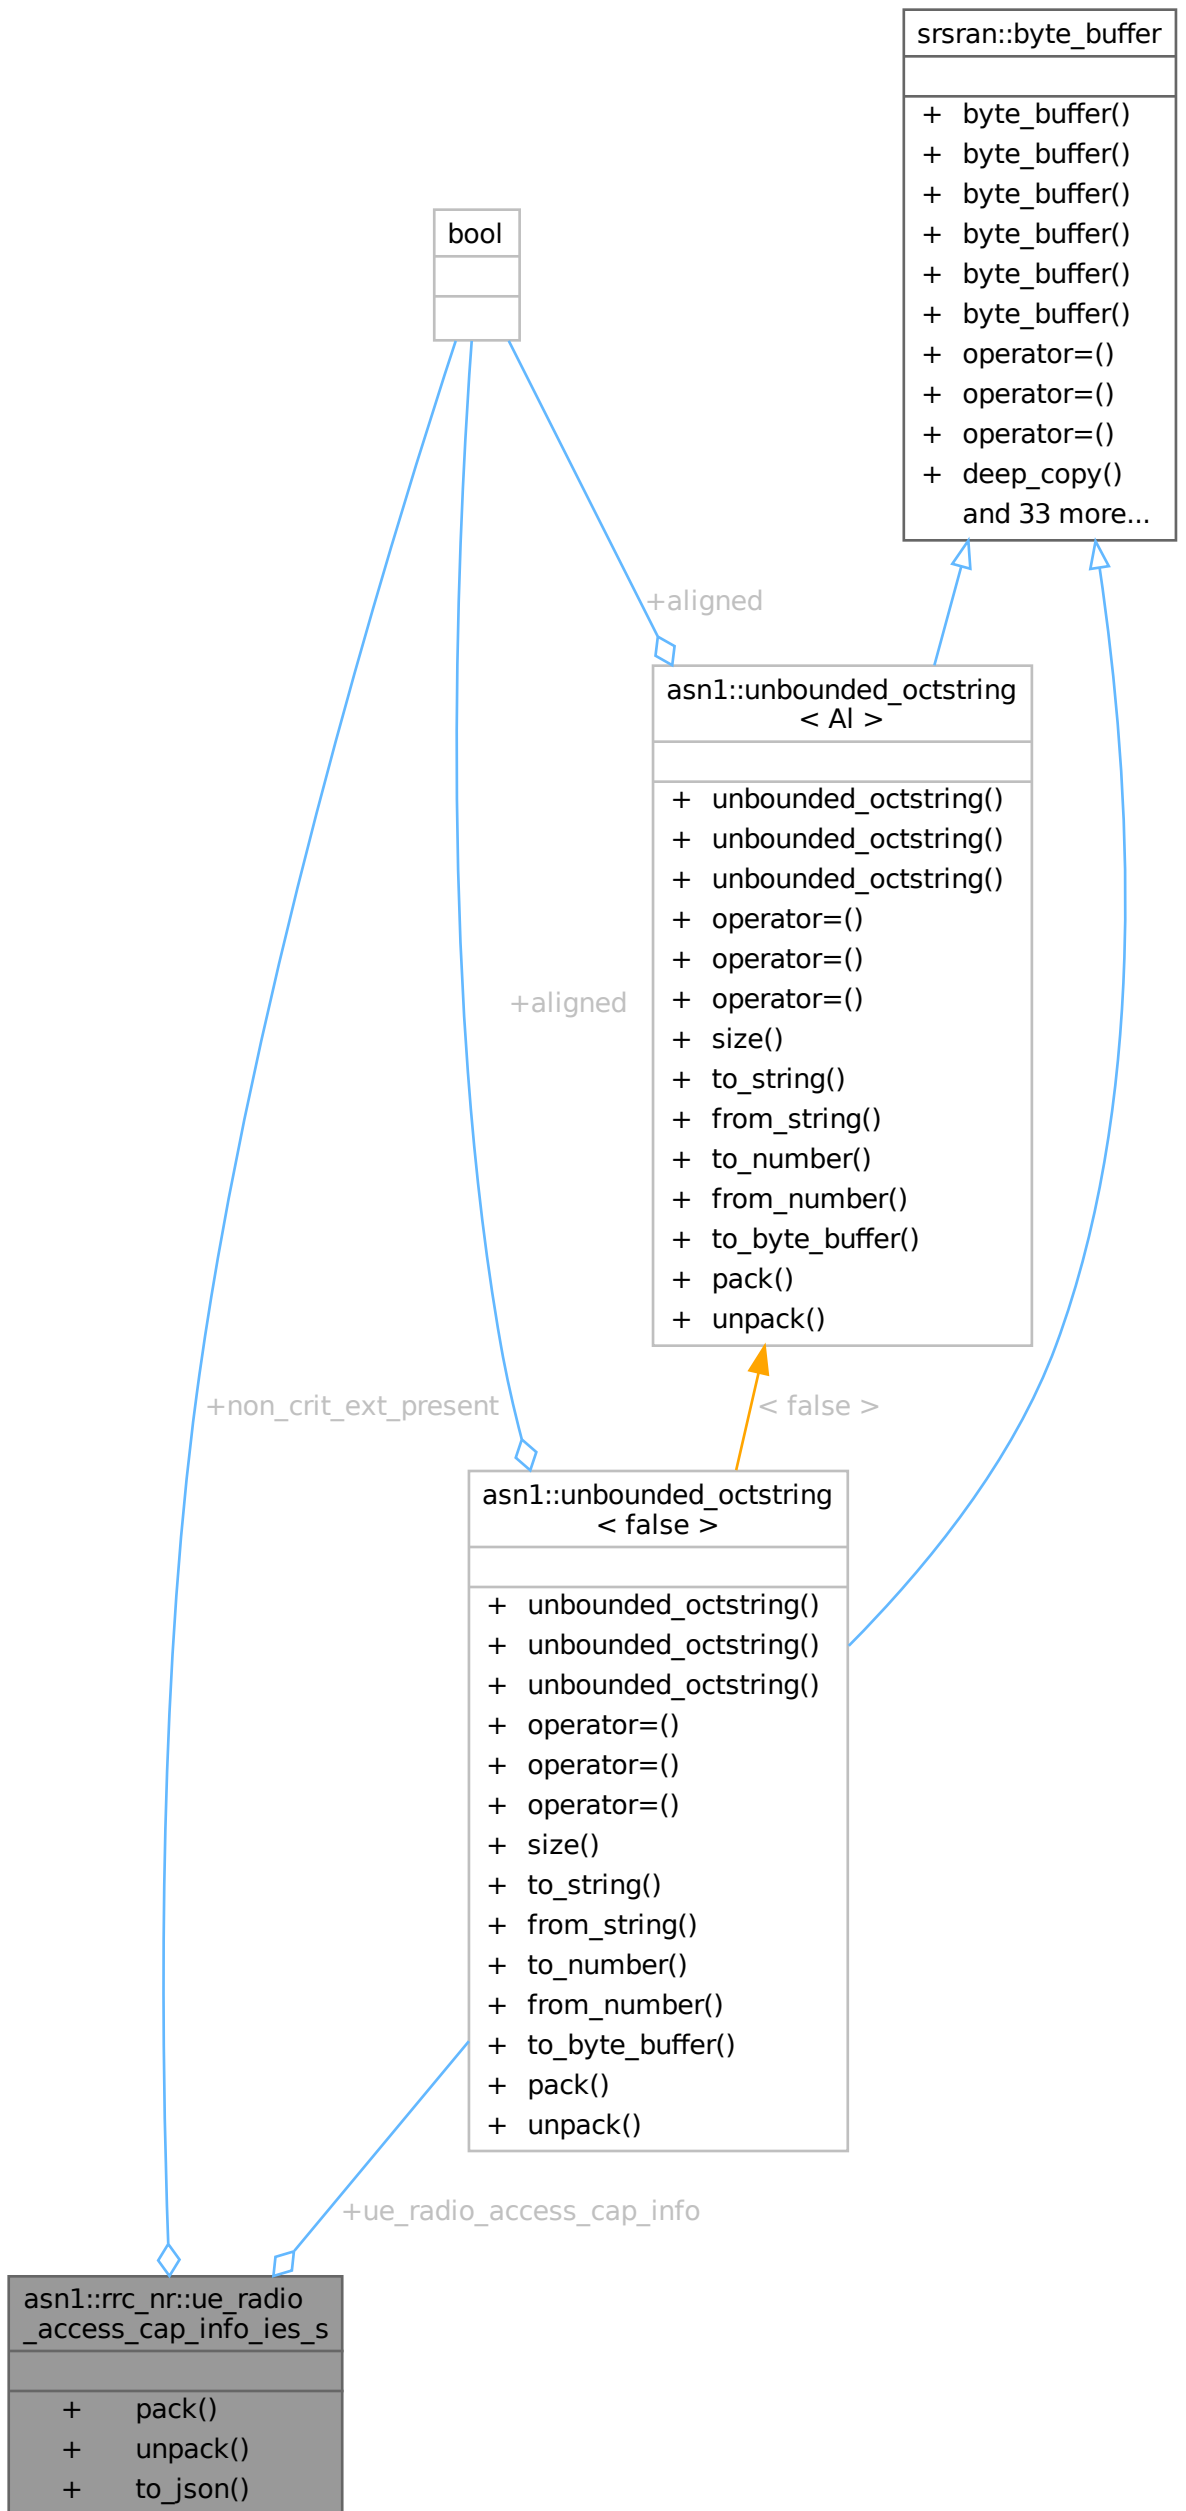 srsran::byte_buffer
+ byte_buffer()
+ byte_buffer()
+ byte_buffer()
+ byte_buffer()
+ byte_buffer()
+ byte_buffer()
+ operator=()
+ operator=()
+ operator=()
+ deep_copy()
and 33 more...
bool
+aligned
asn1::unbounded_octstring
< Al >
+ unbounded_octstring()
+ unbounded_octstring()
+ unbounded_octstring()
+ operator=()
+ operator=()
+ operator=()
+ size()
+ to_string()
+ from_string()
+ to_number()
+ from_number()
+ to_byte_buffer()
+ pack()
+ unpack()
+aligned
+non_crit_ext_present
< false >
asn1::unbounded_octstring
< false >
+ unbounded_octstring()
+ unbounded_octstring()
+ unbounded_octstring()
+ operator=()
+ operator=()
+ operator=()
+ size()
+ to_string()
+ from_string()
+ to_number()
+ from_number()
+ to_byte_buffer()
+ pack()
+ unpack()
+ue_radio_access_cap_info
asn1::rrc_nr::ue_radio
_access_cap_info_ies_s
+ pack()
+ unpack()
+ to_json()